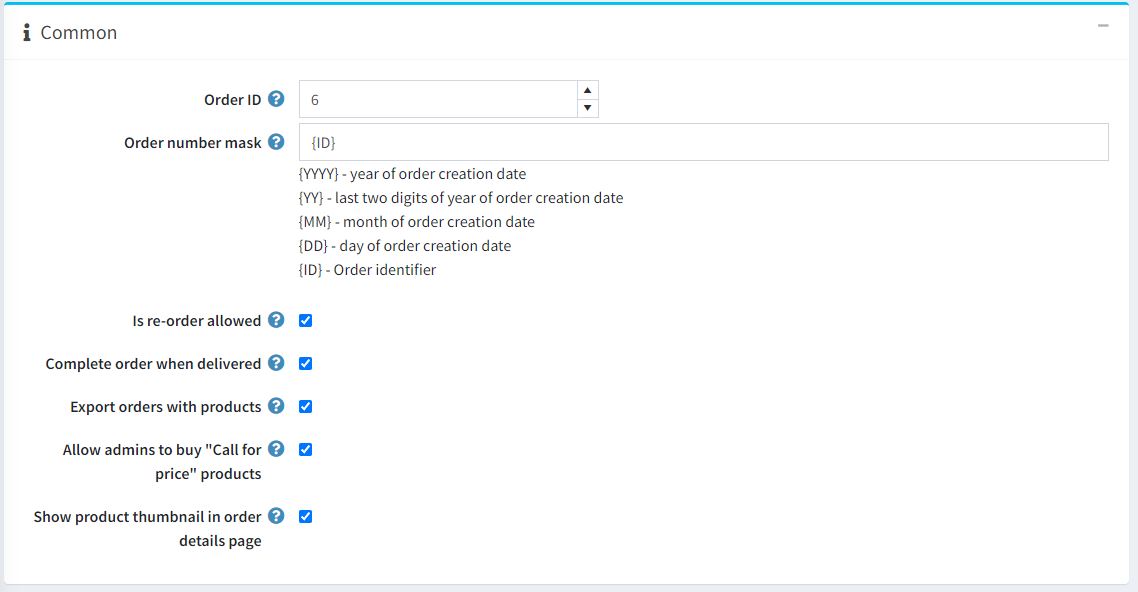 Common
Order ID
6
Order number mask
{ID}
{YYYY} - year of order creation date
{YY} - last two digits of year of order creation date
{MM} - month of order creation date
{DD} - day of order creation date
{ID} - Order identifier
Is re-order allowed
Complete order when delivered
Export orders with products
Allow admins to buy "Call for
price" products
Show product thumbnail in order
details page